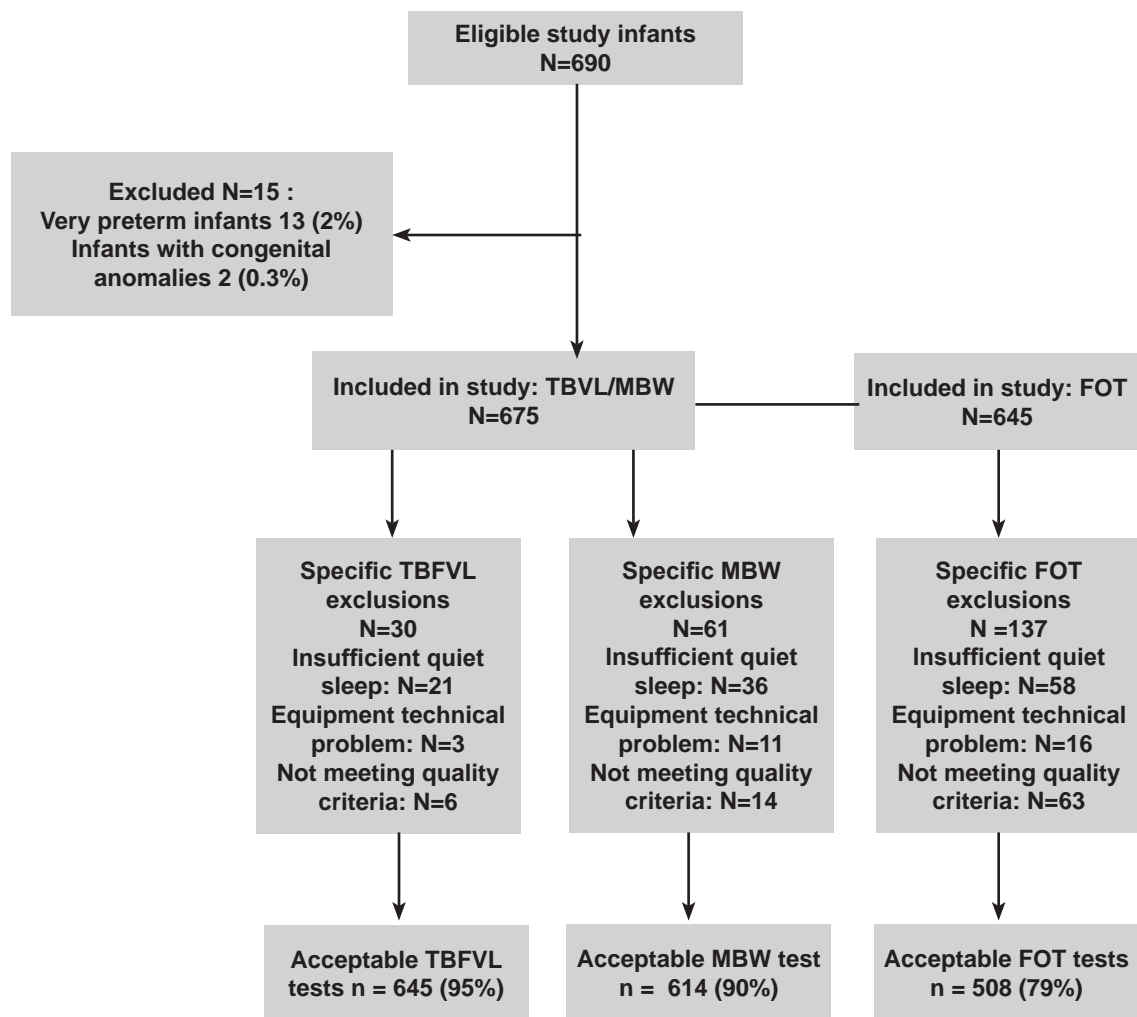 Eligible study infants
N=690
Excluded N=15 :
Very preterm infants 13 (2%)
Infants with congenital
anomalies 2 (0.3%)
Included in study: TBVL/MBW
N=675
Included in study: FOT
N=645
Specific TBFVL
exclusions
N=30
Insufficient quiet
sleep: N=21
Equipment technical
problem: N=3
Not meeting quality
criteria: N=6
Specific MBW
exclusions
N=61
Insufficient quiet
sleep: N=36
Equipment technical
problem: N=11
Not meeting quality
criteria: N=14
Specific FOT
exclusions
N =137
Insufficient quiet
sleep: N=58
Equipment technical
problem: N=16
Not meeting quality
criteria: N=63
Acceptable TBFVL
tests n = 645 (95%)
Acceptable MBW test
n =  614 (90%)
Acceptable FOT tests
n = 508 (79%)